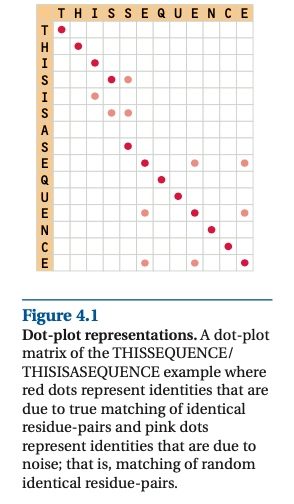 T H I S S E Q U E N C E
T
H
I
S
I
S
A
S
E
Q
U
E
N
C
E
Figure 4.1
Dot-plot representations. A dot-plot
matrix of the THISSEQUENCE/
THISISASEQUENCE example where
red dots represent identities that are
due to true matching of identical
residue-pairs and pink dots
represent identities that are due to
noise; that is, matching of random
identical residue-pairs.